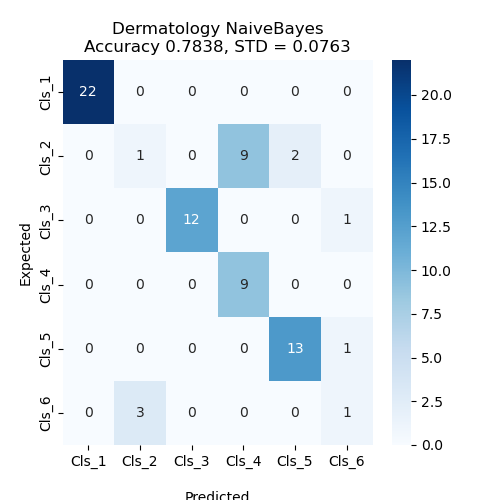 Dermatology NaiveBayes
Accuracy 0.7838, STD = 0.0763
Cls_1 22 0 0 0 0 0
Cls_2 0 1 0 9 2 0
Cls_3 0 0 12 0 0 1
Cls_4 0 0 0 9 0 0
Cls_5 0 0 0 0 13 1
Cls_6 0 3 0 0 0 1
Expected
Cls_1 Cls_2 Cls_3 Cls_4 Cls_5 Cls_6
Predicted
20.0
17.5
15.0
12.5
10.0
7.5
5.0
2.5
0.0